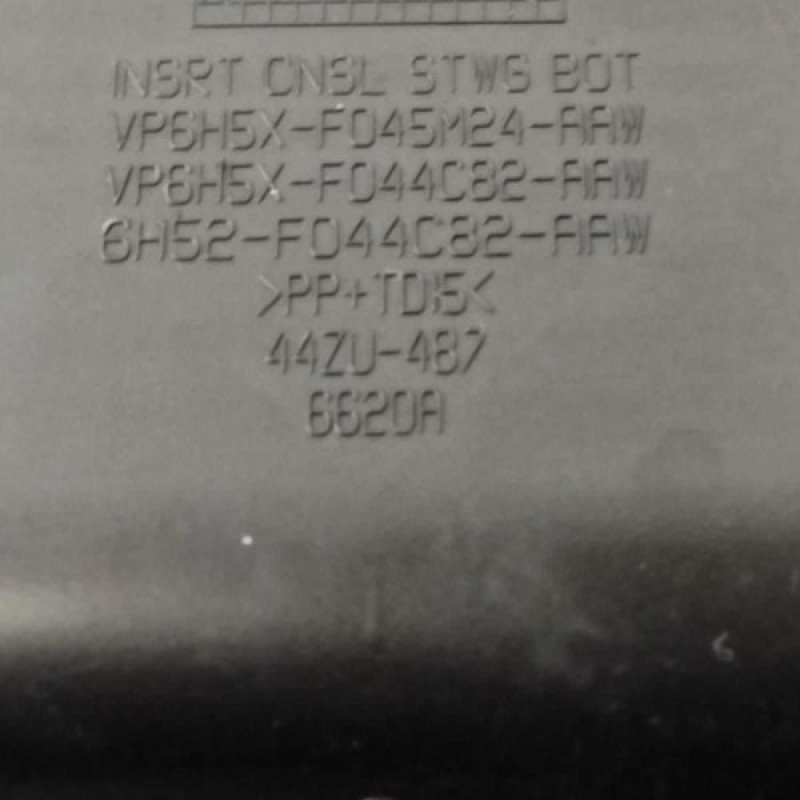 INSRT CNSL STWG BOT
VP6H5X-F045M24-AAW
VP6H5X-F044C82-AAW
6H52-F044C82-AAW
>PP+TD15<
44ZU-487
6620A